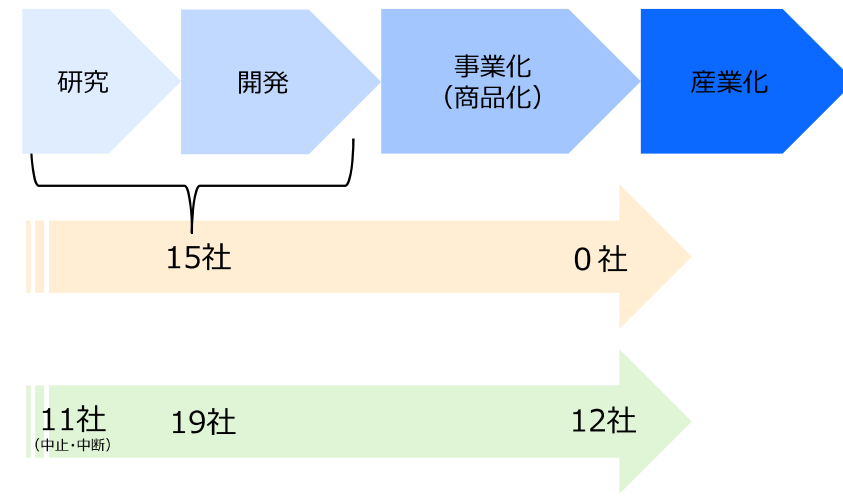 研究
開発
事業化
（商品化）
産業化
15社
０社
11社
（中止・中断）
19社
12社